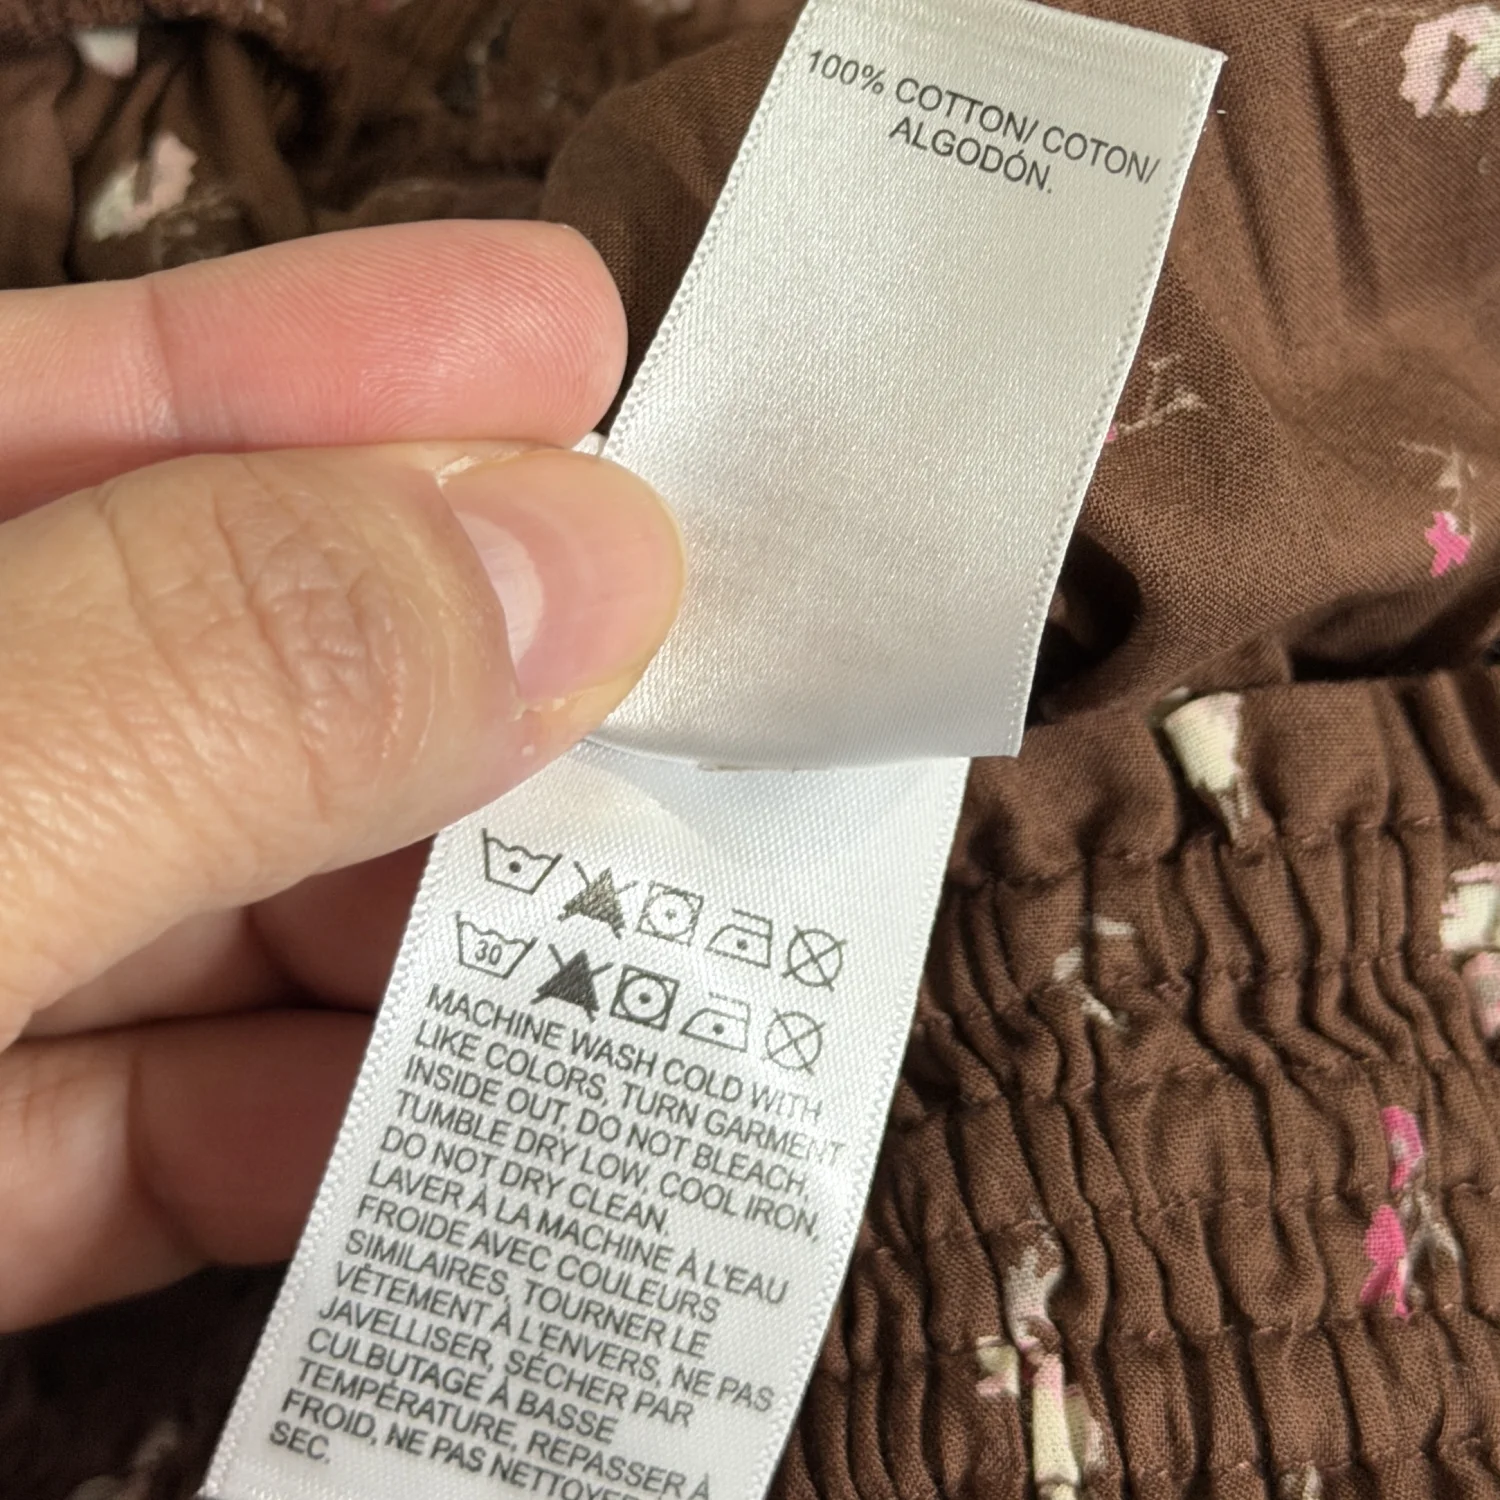 100% COTTON/ COTON/
ALGODÓN.
30
MACHINE WASH COLD WITH
LIKE COLORS, TURN GARMENT
INSIDE OUT, DO NOT BLEACH,
TUMBLE DRY LOW, COOL IRON,
DO NOT DRY CLEAN.
LAVER À LA MACHINE À L'EAU
FROIDE AVEC COULEURS
SIMILAIRES, TOURNER LE
VÊTEMENT À L'ENVERS, NE PAS
JAVELLISER, SÉCHER PAR
CULBUTAGE À BASSE
TEMPÉRATURE, REPASSER À
FROID, NE PAS NETTOYER
SEC.